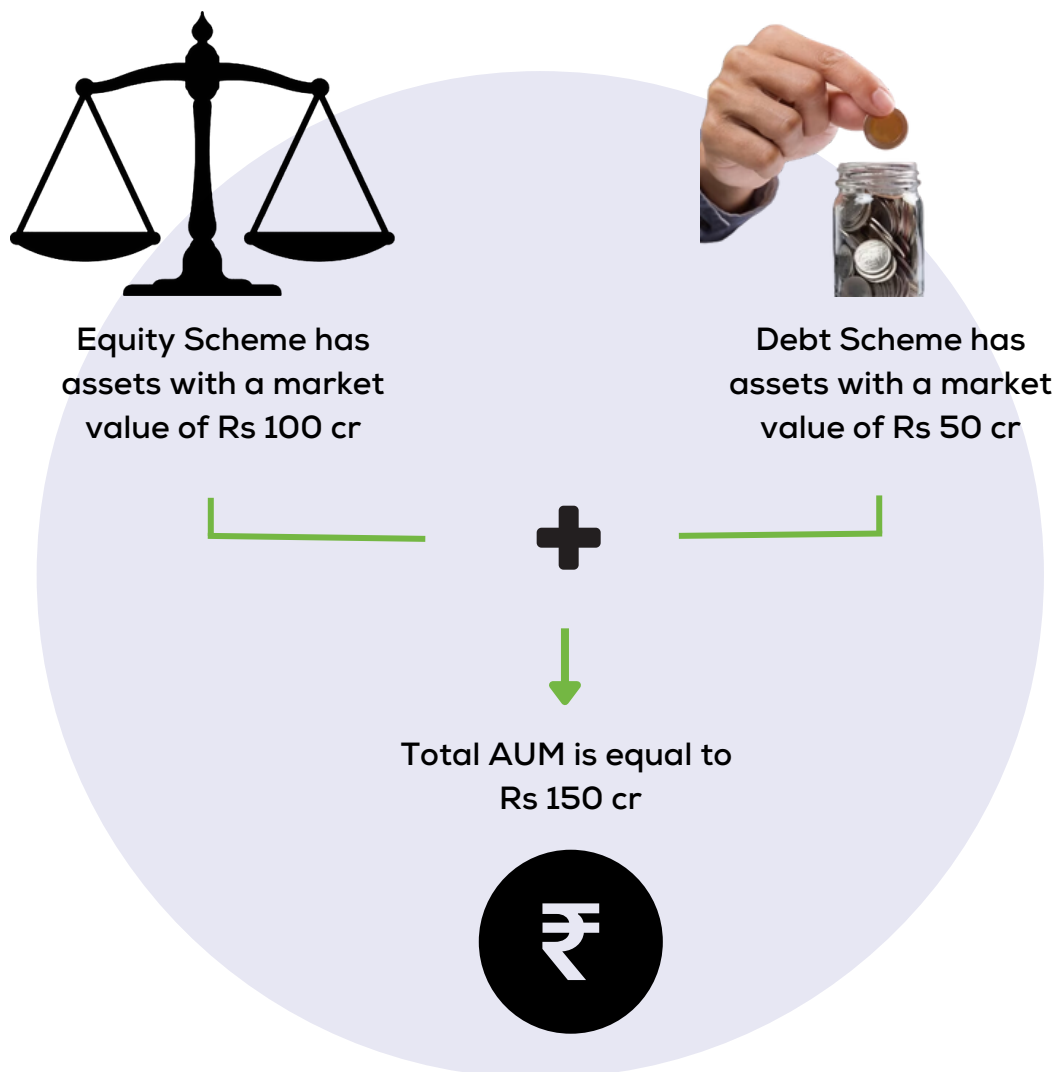 Equity Scheme has
assets with a market
value of Rs 100 cr
Debt Scheme has
assets with a market
value of Rs 50 cr
Total AUM is equal to
Rs 150 cr
₹